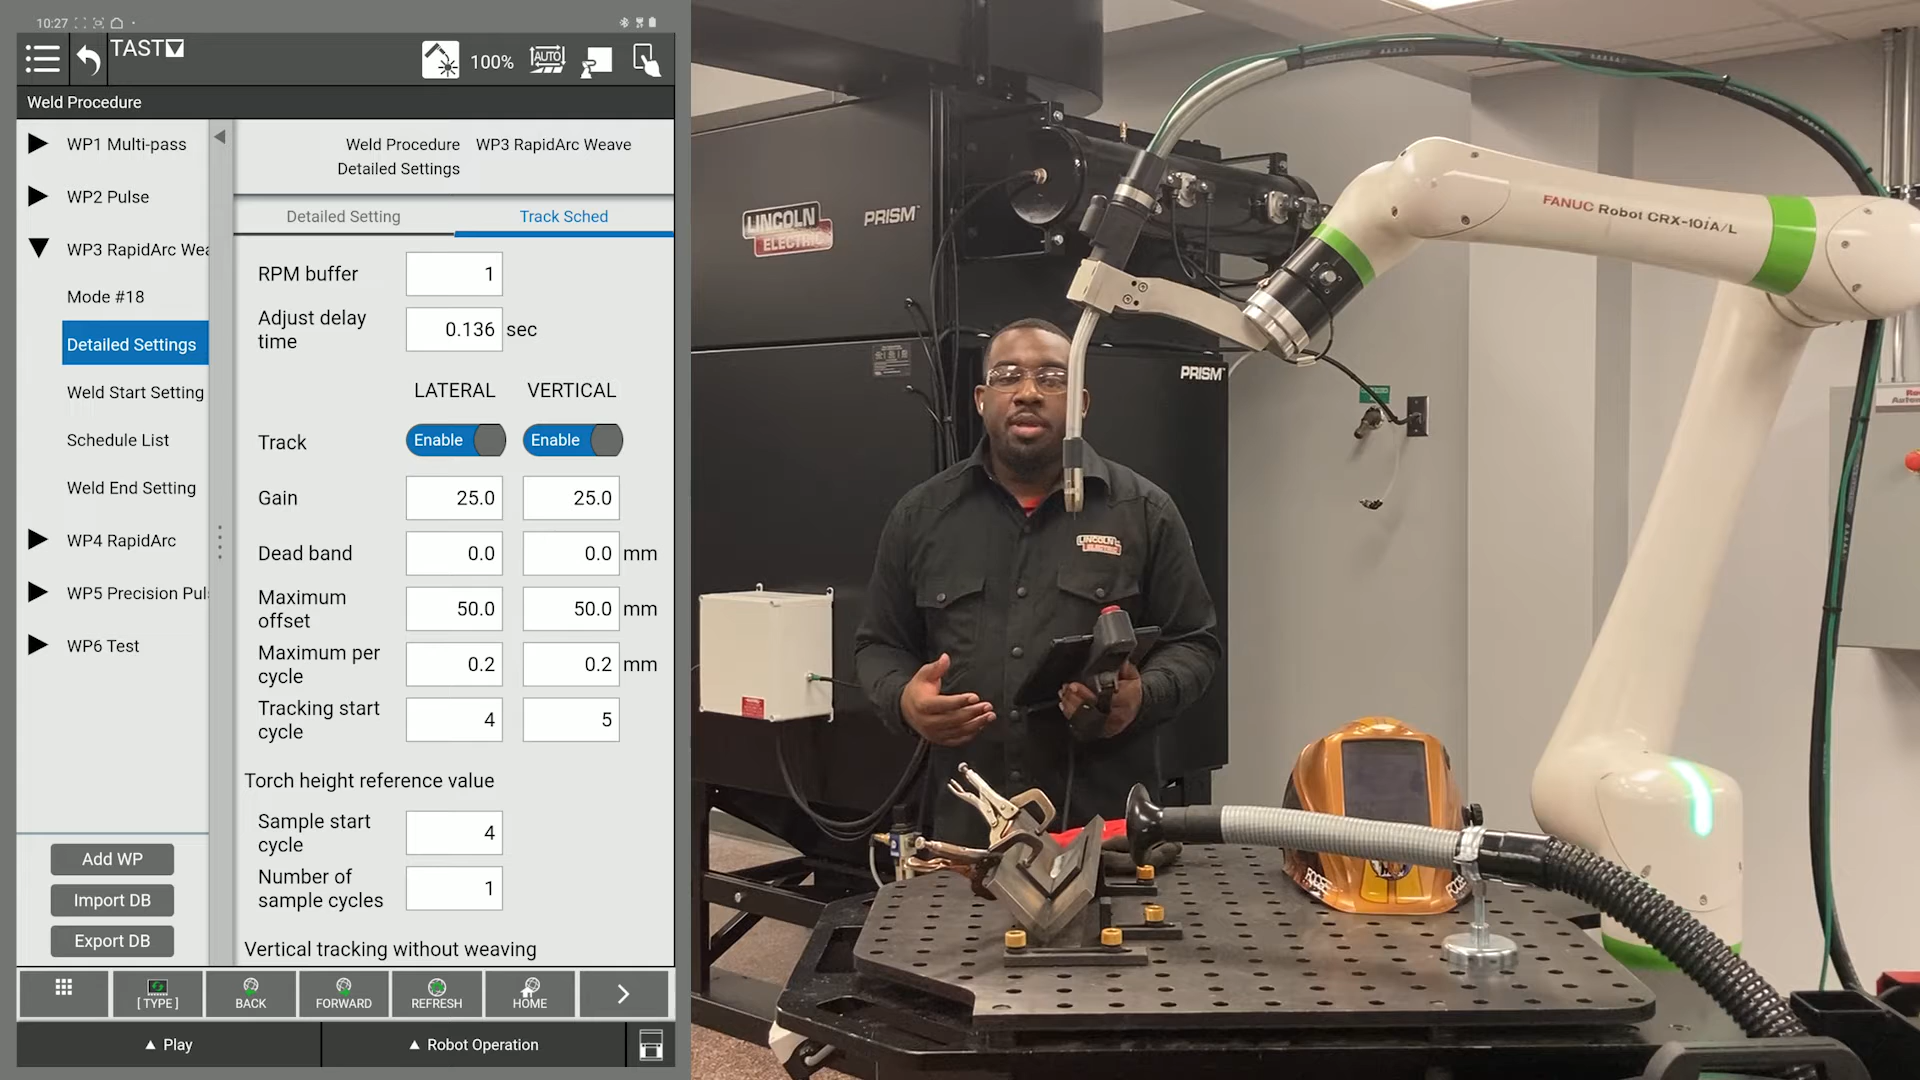 10:27
TAST
100%
AUTO
Weld Procedure
WP1 Multi-pass
WP2 Pulse
WP3 RapidArc Wea
Mode #18
Detailed Settings
Weld Start Setting
Schedule List
Weld End Setting
WP4 RapidArc
WP5 Precision Pul
WP6 Test
Add WP
Import DB
Export DB
Weld Procedure WP3 RapidArc Weave
Detailed Settings
Detailed Setting Track Sched
RPM buffer 1
Adjust delay
time 0.136 sec
LATERAL VERTICAL
Track Enable Enable
Gain 25.0 25.0
Dead band 0.0 0.0 mm
Maximum
offset 50.0 50.0 mm
Maximum per
cycle 0.2 0.2 mm
Tracking start
cycle 4 5
Torch height reference value
Sample start
cycle 4
Number of
sample cycles 1
Vertical tracking without weaving
[ TYPE ] BACK FORWARD REFRESH HOME
Play Robot Operation
LINCOLN
ELECTRIC
PRISM
PRISM
FANUC Robot CRX-10iA/L
LINCOLN
ELECTRIC